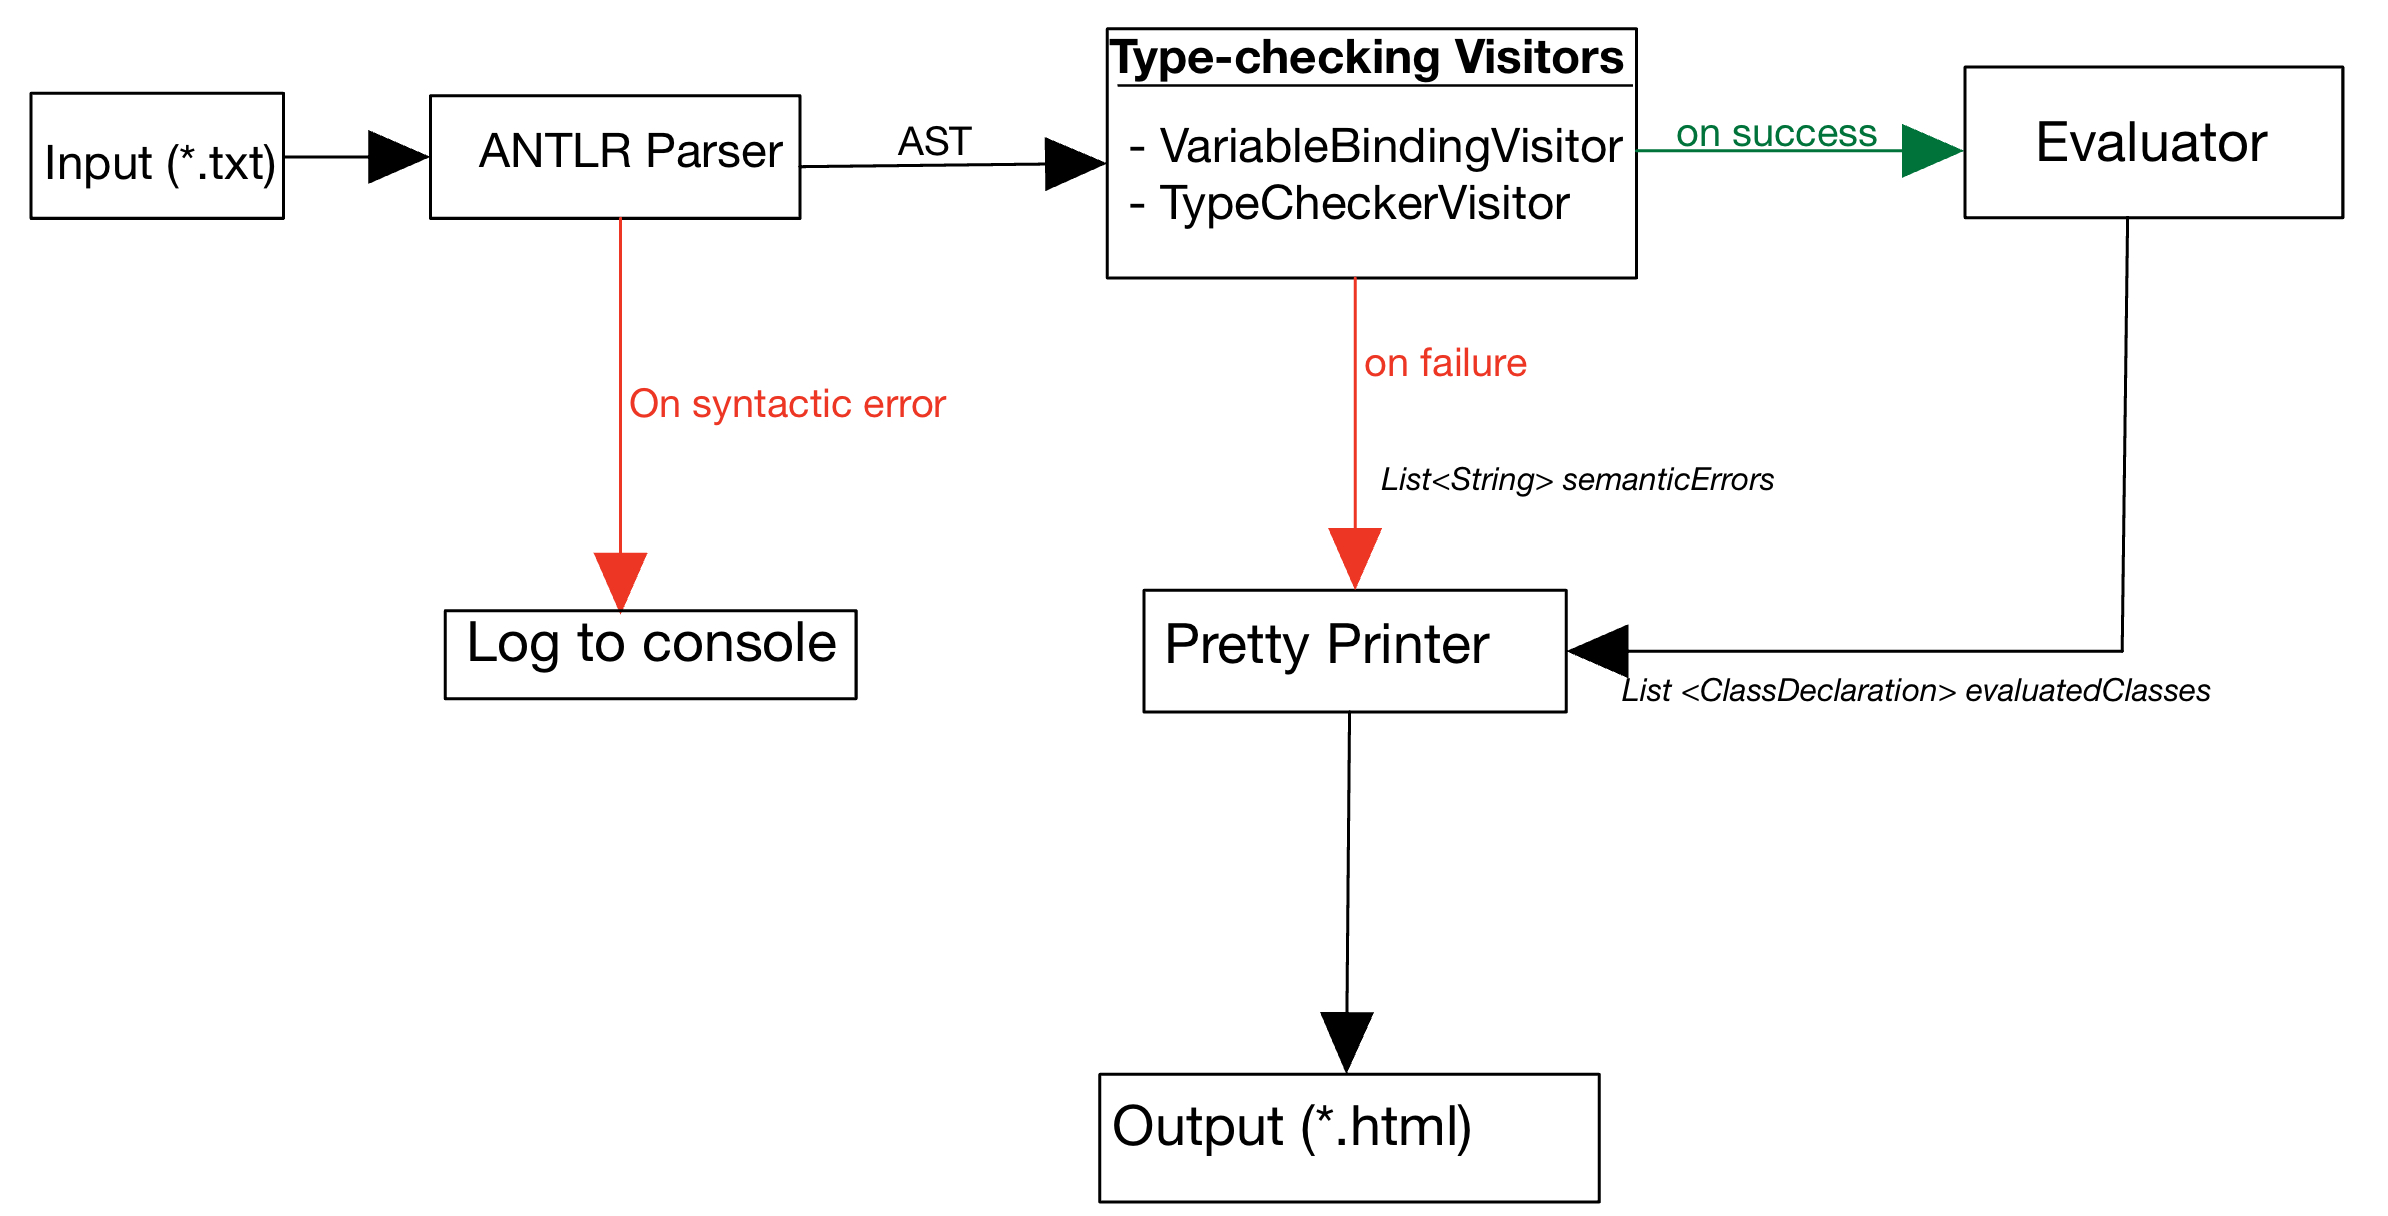 Input (*.txt)
ANTLR Parser
AST
Type-checking Visitors
- VariableBindingVisitor
- TypeCheckerVisitor
on success
Evaluator
On syntactic error
on failure
List<String> semanticErrors
Log to console
Pretty Printer
List <ClassDeclaration> evaluatedClasses
Output (*.html)